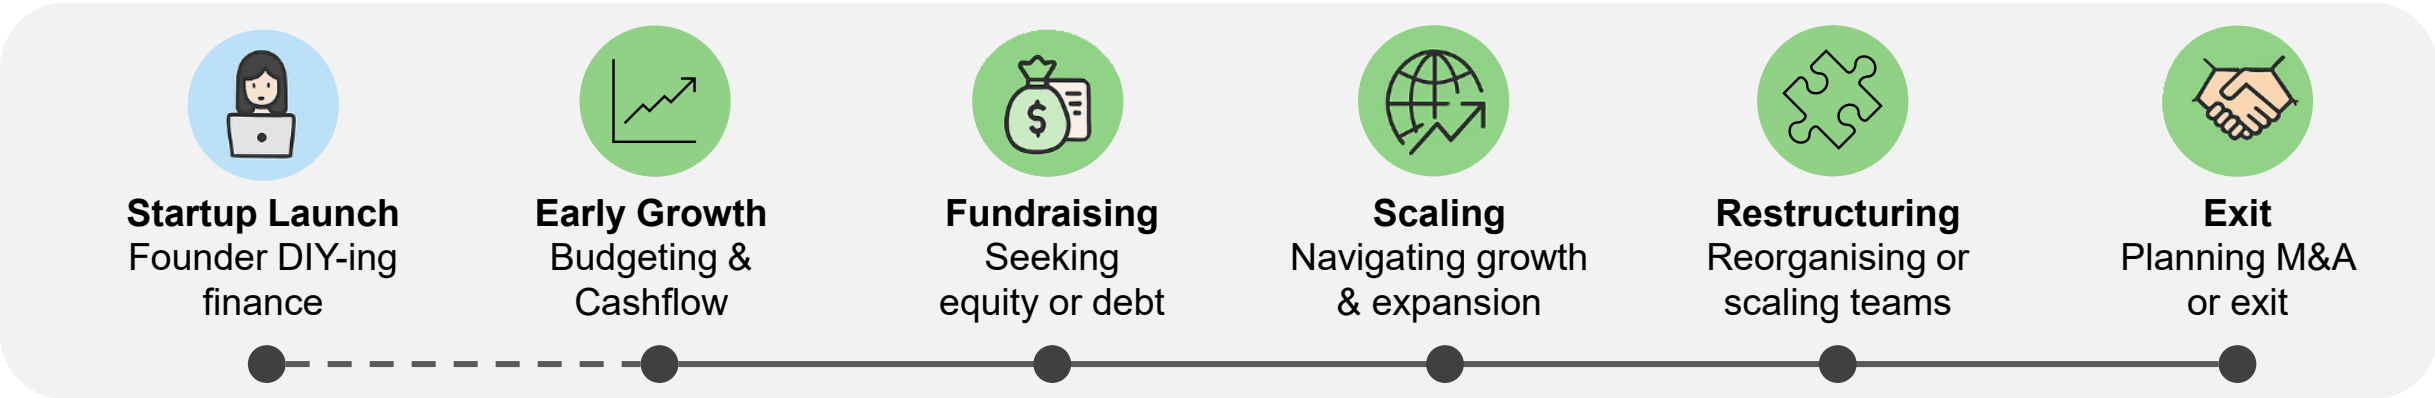 Startup Launch
Founder DIY-ing
finance
Early Growth
Budgeting &
Cashflow
$
Fundraising
Seeking
equity or debt
Scaling
Navigating growth
& expansion
Restructuring
Reorganising or
scaling teams
Exit
Planning M&A
or exit